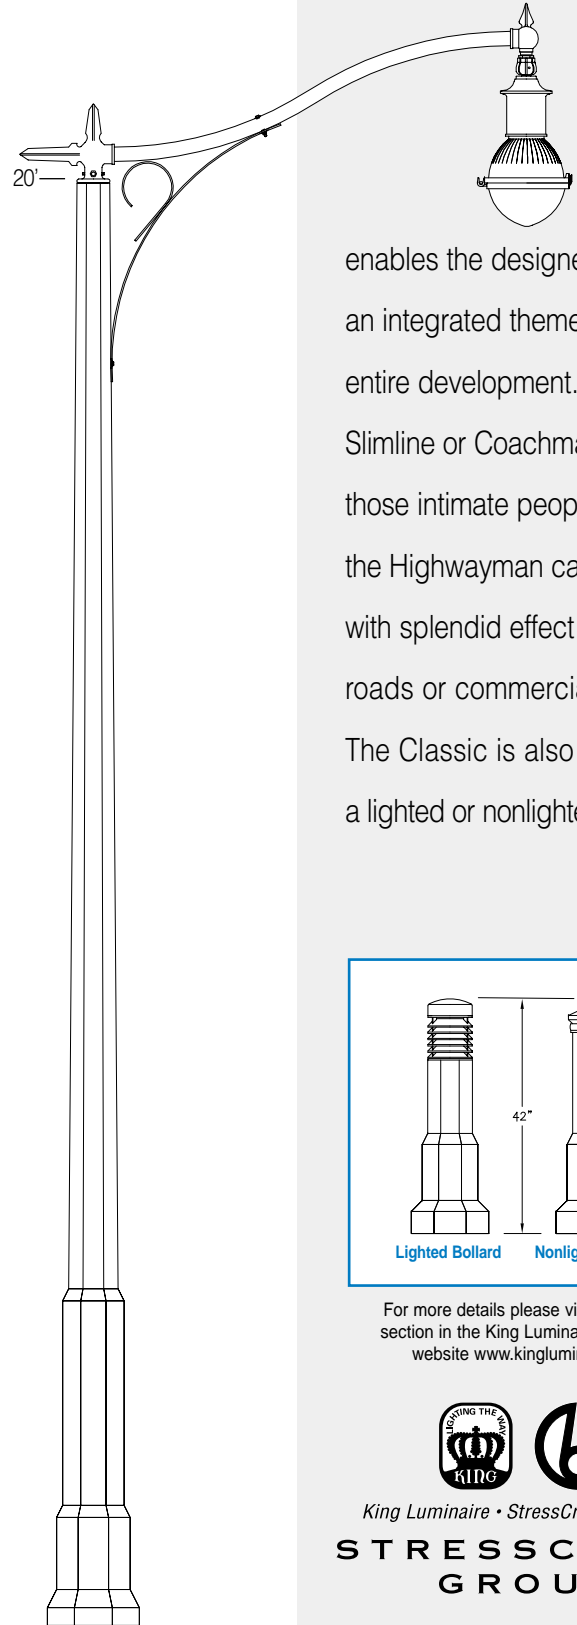 20'
enables the designe
an integrated theme
entire development.
Slimline or Coachma
those intimate peop
the Highwayman ca
with splendid effect
roads or commercia
The Classic is also
a lighted or nonlighte
42"
Lighted Bollard Nonlig
For more details please vi
section in the King Lumina
website www.kinglumin
LIGHTING THE WAY
KING
King Luminaire • StressCr
STRESSC
GROU